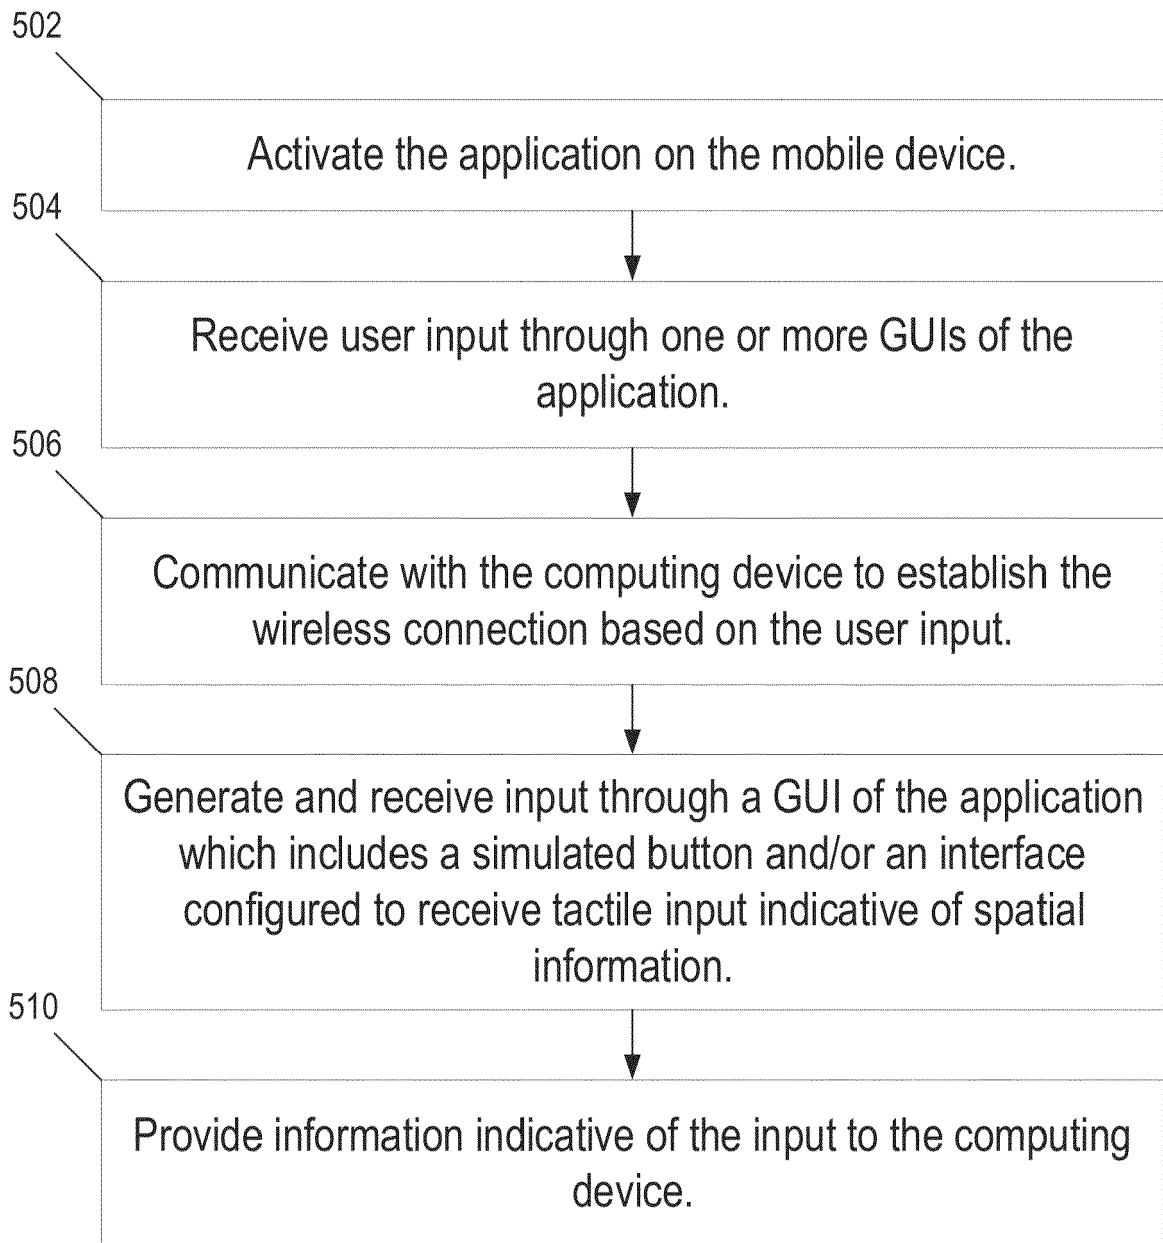 502
Activate the application on the mobile device.
504
Receive user input through one or more GUIs of the
application.
506
Communicate with the computing device to establish the
wireless connection based on the user input.
508
Generate and receive input through a GUI of the application
which includes a simulated button and/or an interface
configured to receive tactile input indicative of spatial
information.
510
Provide information indicative of the input to the computing
device.